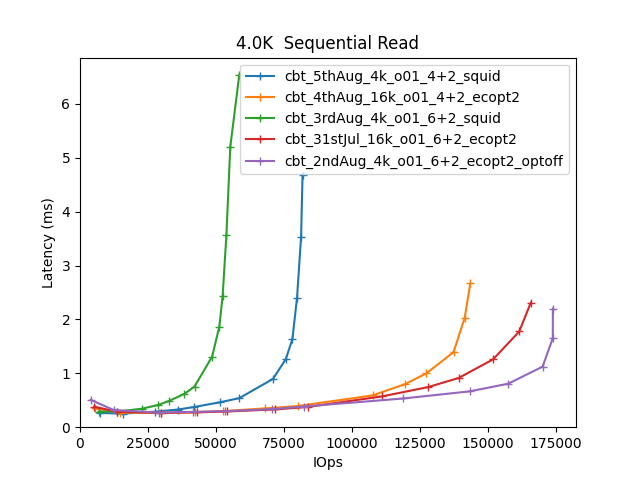 4.0K  Sequential Read
cbt_5thAug_4k_o01_4+2_squid
cbt_4thAug_16k_o01_4+2_ecopt2
cbt_3rdAug_4k_o01_6+2_squid
cbt_31stJul_16k_o01_6+2_ecopt2
cbt_2ndAug_4k_o01_6+2_ecopt2_optoff
Latency (ms)
6
5
4
3
2
1
0
0 25000 50000 75000 100000 125000 150000 175000
IOps